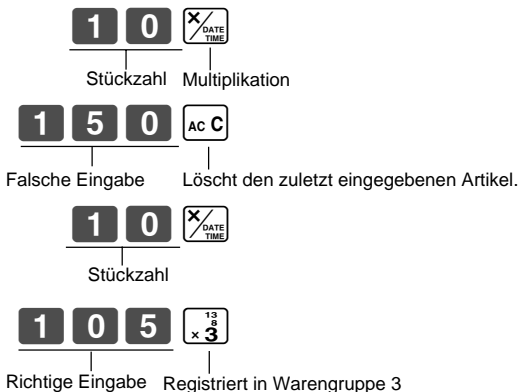 1 0 ×/DATE TIME
Stückzahl Multiplikation
1 5 0 AC C
Falsche Eingabe Löscht den zuletzt eingegebenen Artikel.
1 0 ×/DATE TIME
Stückzahl
1 0 5 13 8 × 3
Richtige Eingabe Registriert in Warengruppe 3